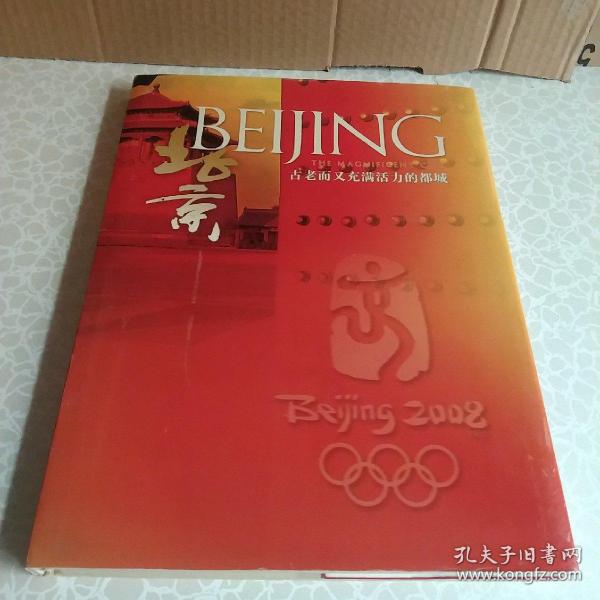 BEIJING
北京
THE MAGNIFICENT
古老而又充满活力的都城
Beijing 2008
孔夫子旧书网
www.kongfz.com